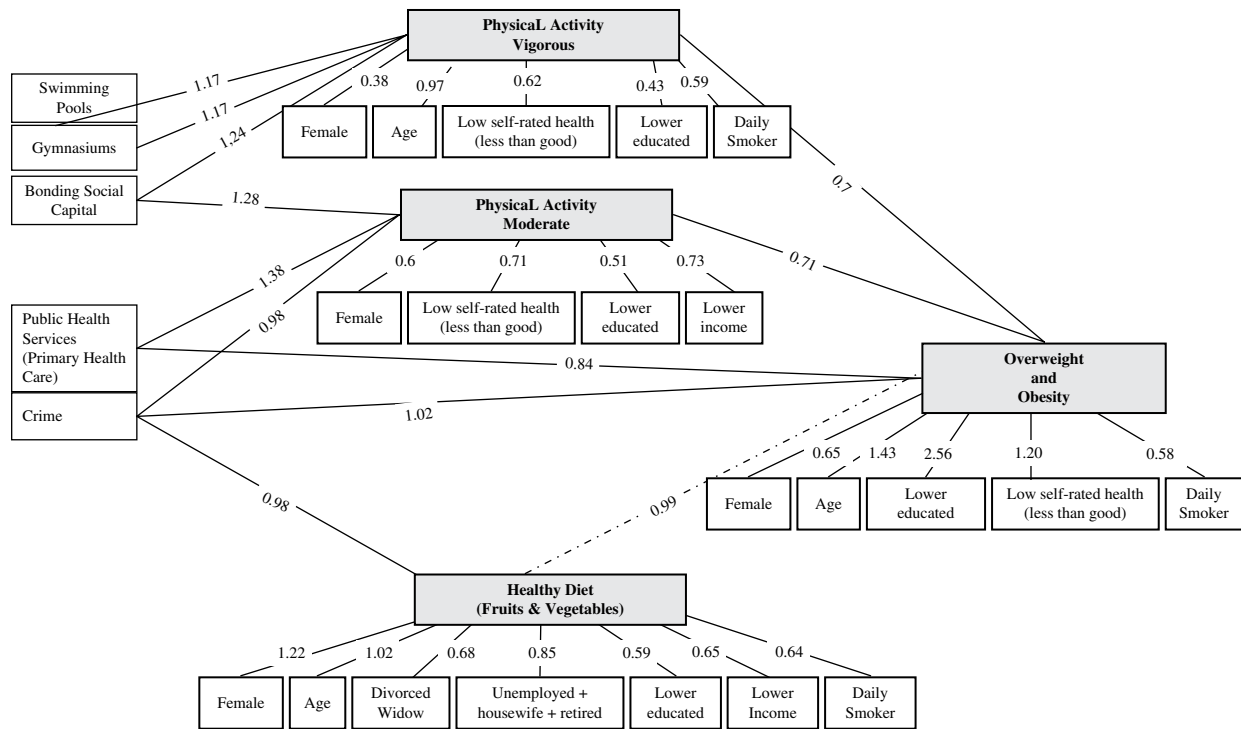 PhysicaL Activity
Vigorous
1.17
1.17
1,24
0.38
0.97
0.62
0.43
0.59
Swimming
Pools
Gymnasiums
Bonding Social
Capital
Female
Age
Low self-rated health
(less than good)
Lower
educated
Daily
Smoker
0.7
1.28
PhysicaL Activity
Moderate
1.38
0.98
0.6
0.71
0.51
0.73
0.71
Female
Low self-rated health
(less than good)
Lower
educated
Lower
income
Public Health
Services
(Primary Health
Care)
Crime
0.84
1.02
Overweight
and
Obesity
0.65
1.43
2.56
1.20
0.58
Female
Age
Lower
educated
Low self-rated health
(less than good)
Daily
Smoker
0.98
0.99
Healthy Diet
(Fruits & Vegetables)
1.22
1.02
0.68
0.85
0.59
0.65
0.64
Female
Age
Divorced
Widow
Unemployed +
housewife + retired
Lower
educated
Lower
Income
Daily
Smoker